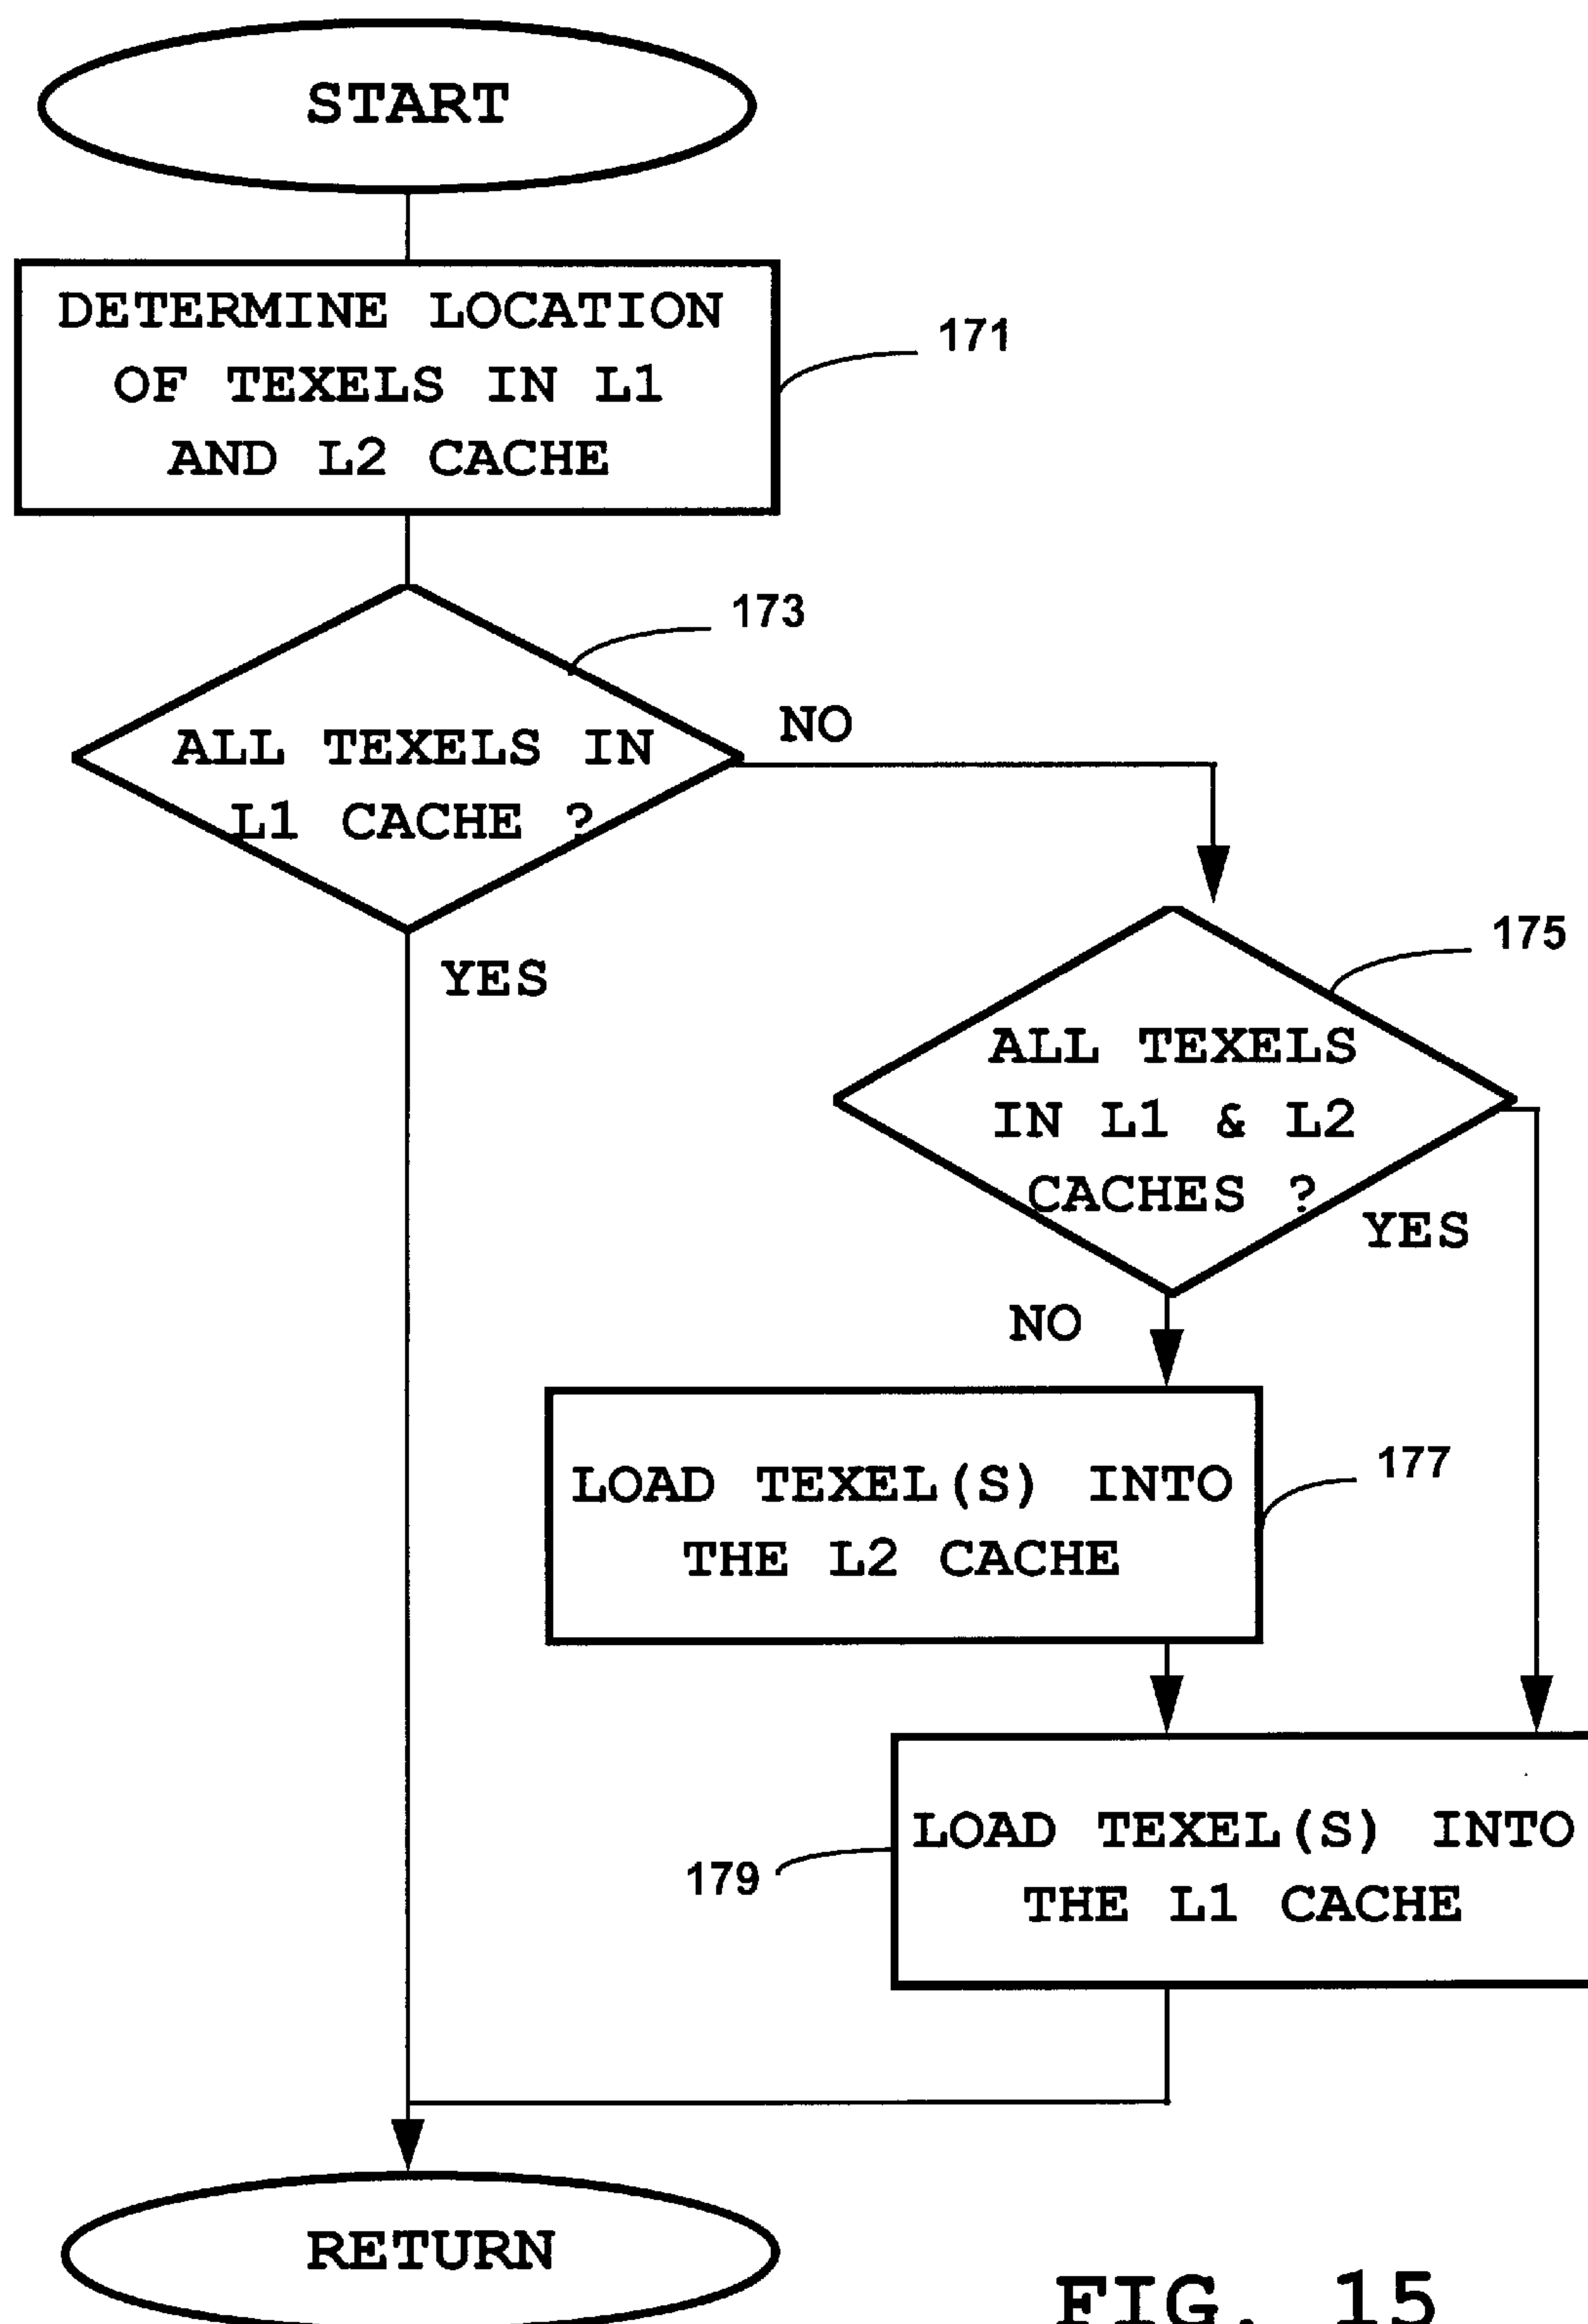 START
DETERMINE LOCATION
OF TEXELS IN L1
AND L2 CACHE
171
173
ALL TEXELS IN
L1 CACHE ?
NO
YES
175
ALL TEXELS
IN L1 & L2
CACHES ?
YES
NO
LOAD TEXEL(S) INTO
THE L2 CACHE
177
LOAD TEXEL(S) INTO
THE L1 CACHE
179
RETURN
FIG. 15